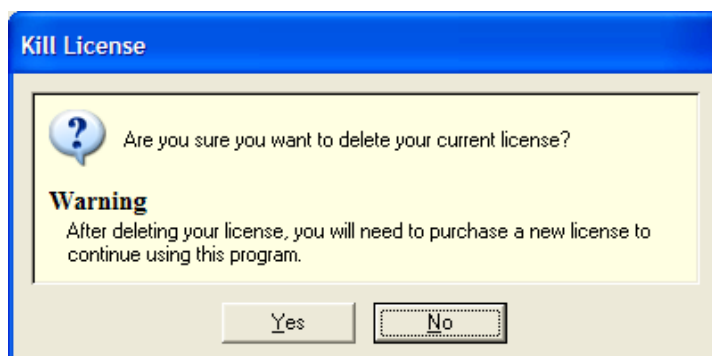 Kill License
Are you sure you want to delete your current license?
Warning
After deleting your license, you will need to purchase a new license to
continue using this program.
Yes
No